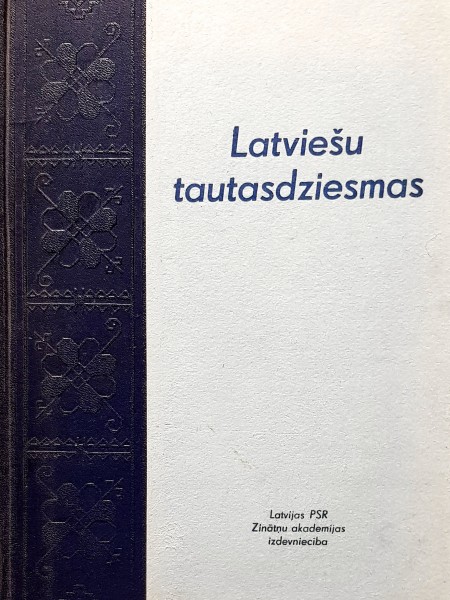 Latviešu
tautasdziesmas
Latvijas PSR
Zinātņu akadēmijas
izdevniecība